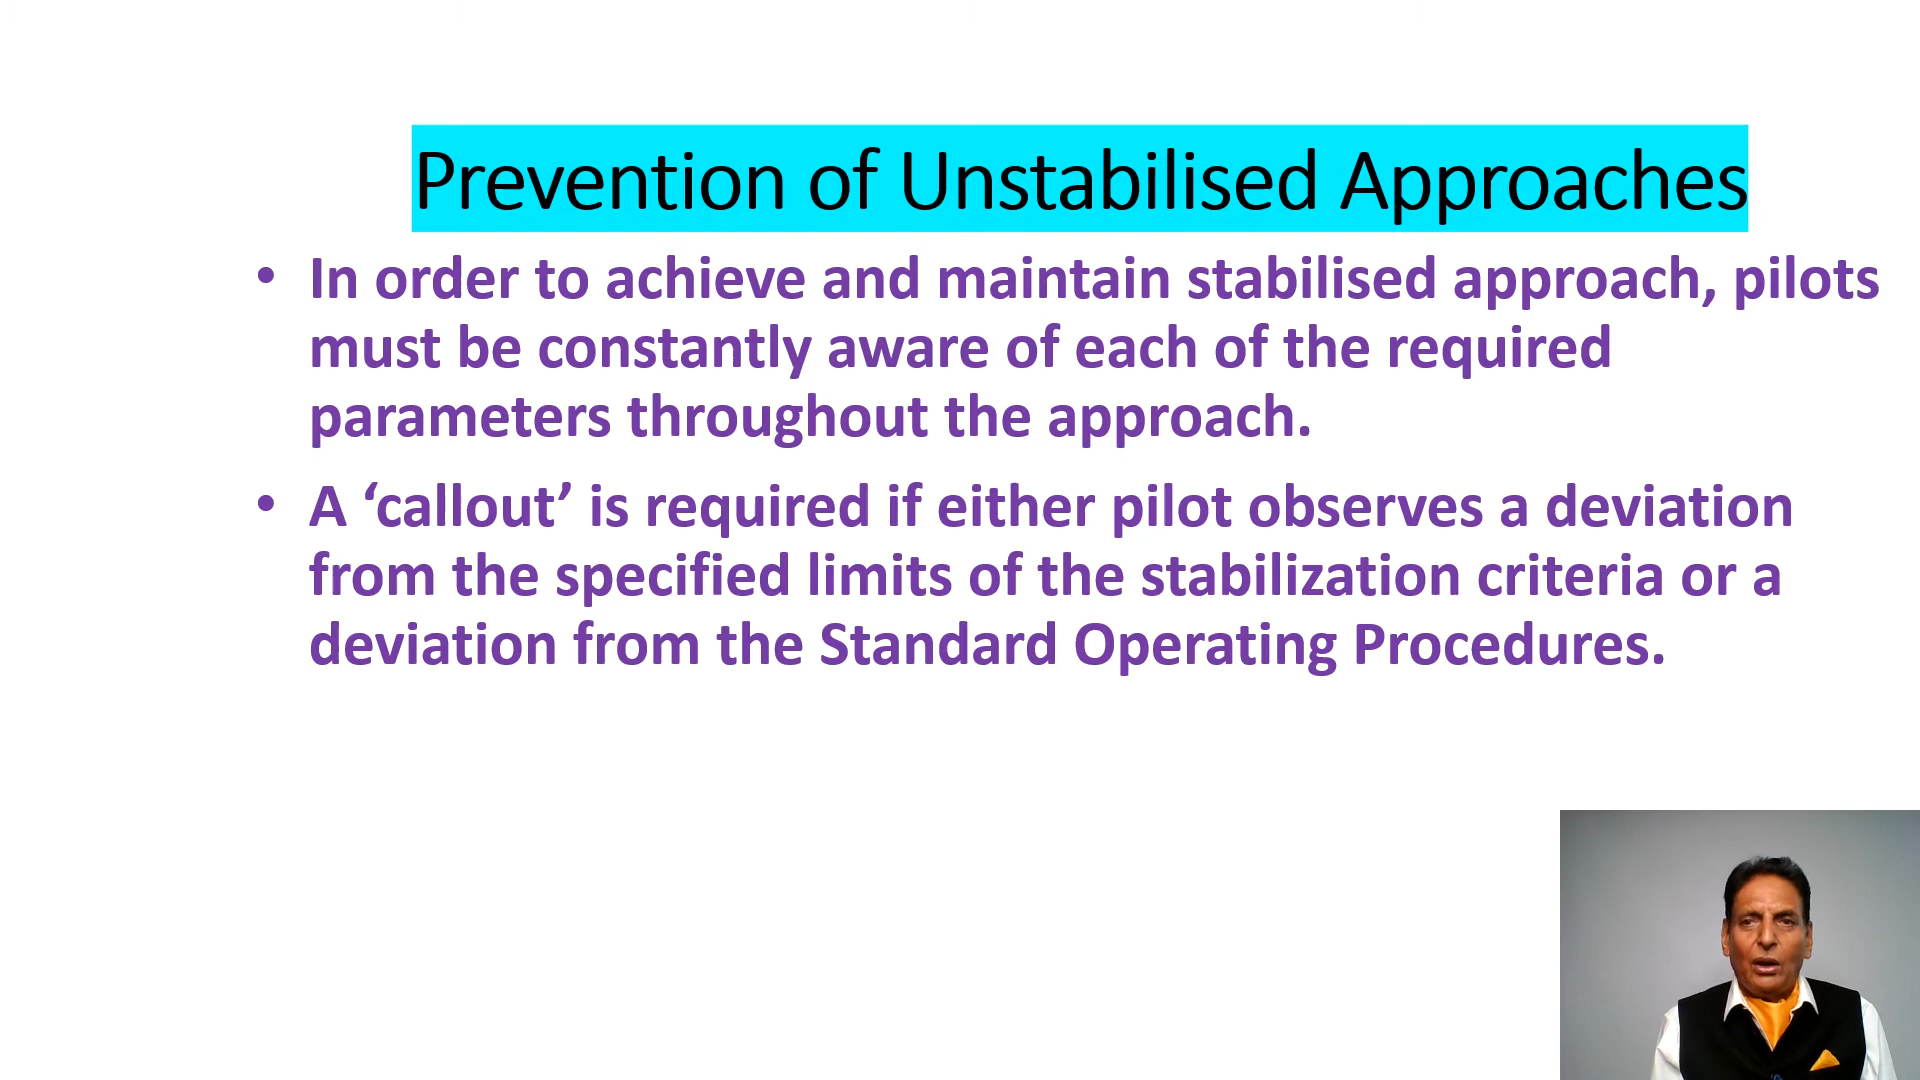 Prevention of Unstabilised Approaches
• In order to achieve and maintain stabilised approach, pilots
must be constantly aware of each of the required
parameters throughout the approach.
• A ‘callout’ is required if either pilot observes a deviation
from the specified limits of the stabilization criteria or a
deviation from the Standard Operating Procedures.